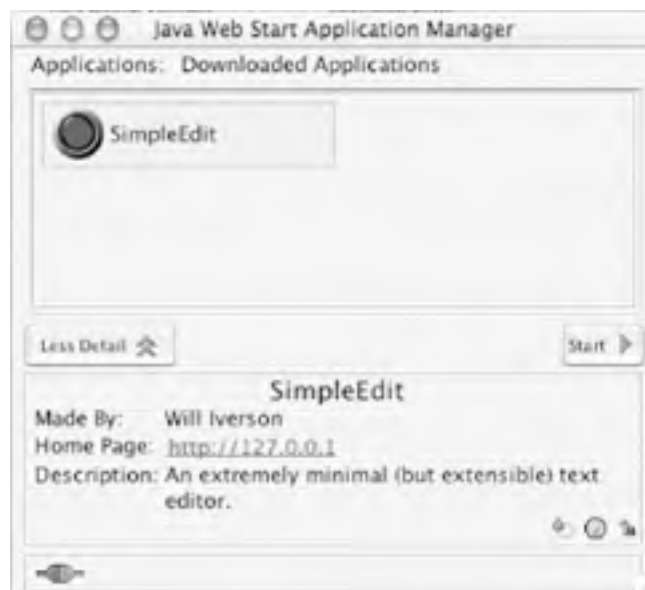 Java Web Start Application Manager
Applications: Downloaded Applications
SimpleEdit
Less Detail
Start
SimpleEdit
Made By: Will Iverson
Home Page: http://127.0.0.1
Description: An extremely minimal (but extensible) text
editor.